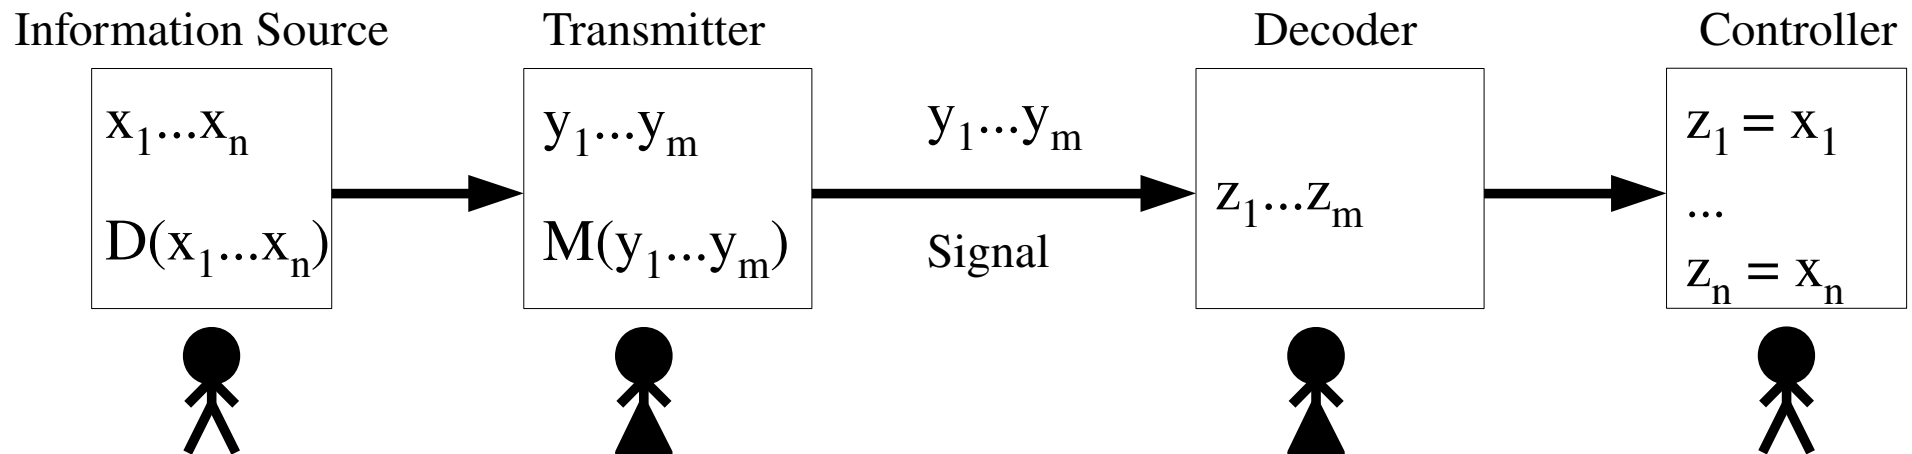 Information Source
x₁...xₙ
D(x₁...xₙ)
Transmitter
y₁...yₘ
M(y₁...yₘ)
y₁...yₘ
Signal
Decoder
z₁...zₘ
Controller
z₁ = x₁
...
zₙ = xₙ